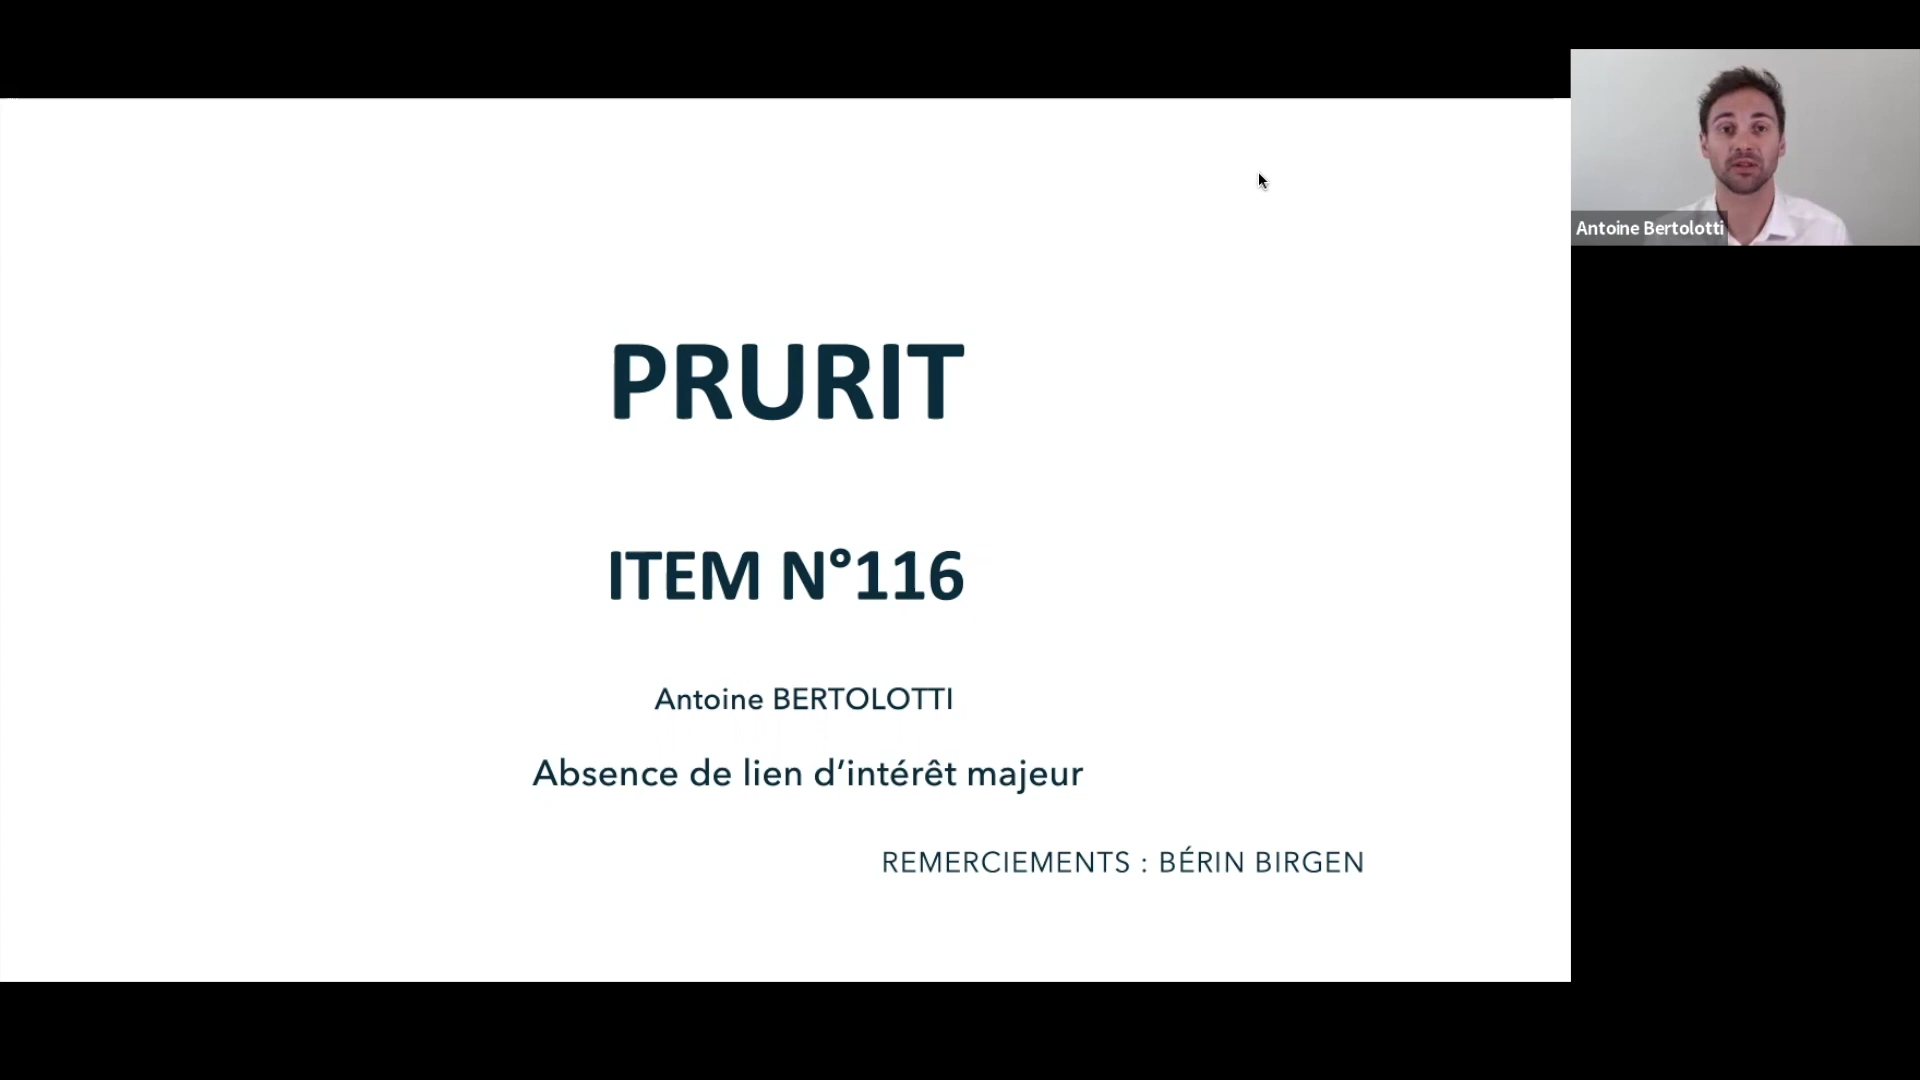 PRURIT
ITEM N°116
Antoine BERTOLOTTI
Absence de lien d’intérêt majeur
REMERCIEMENTS : BÉRIN BIRGEN
Antoine Bertolotti